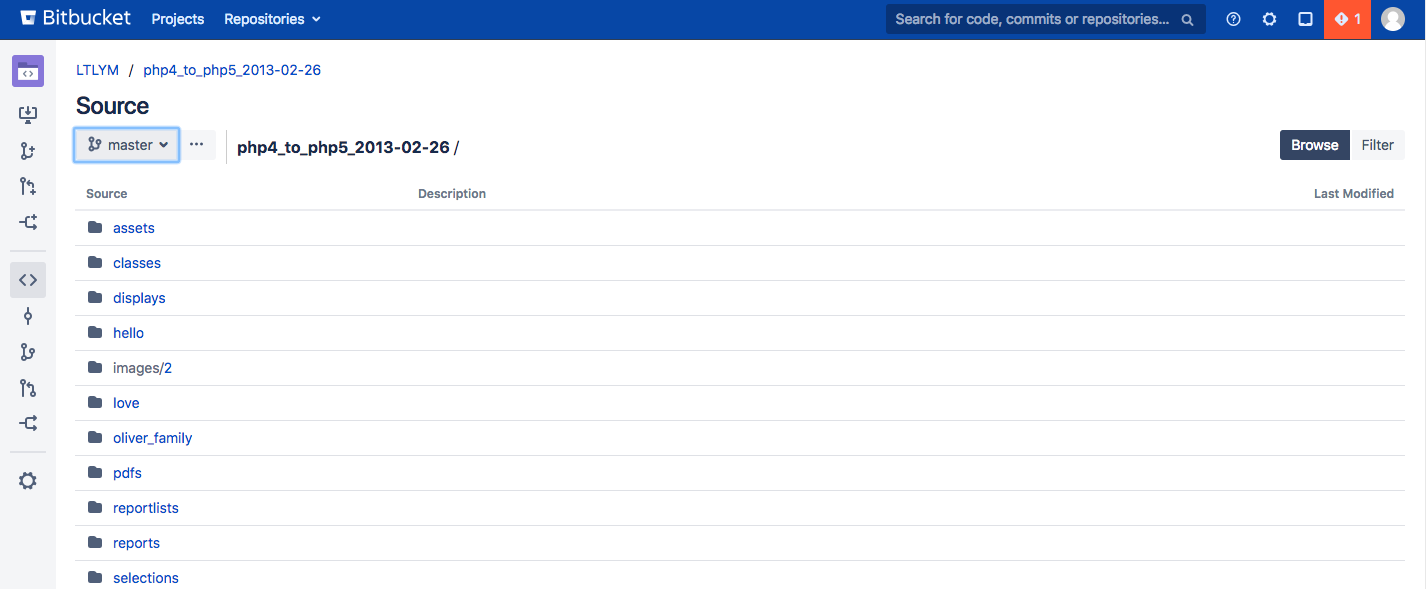 Bitbucket Projects Repositories Search for code, commits or repositories... 1
LTLYM / php4_to_php5_2013-02-26
Source
master ··· php4_to_php5_2013-02-26 / Browse Filter
Source Description Last Modified
assets
classes
displays
hello
images/2
love
oliver_family
pdfs
reportlists
reports
selections